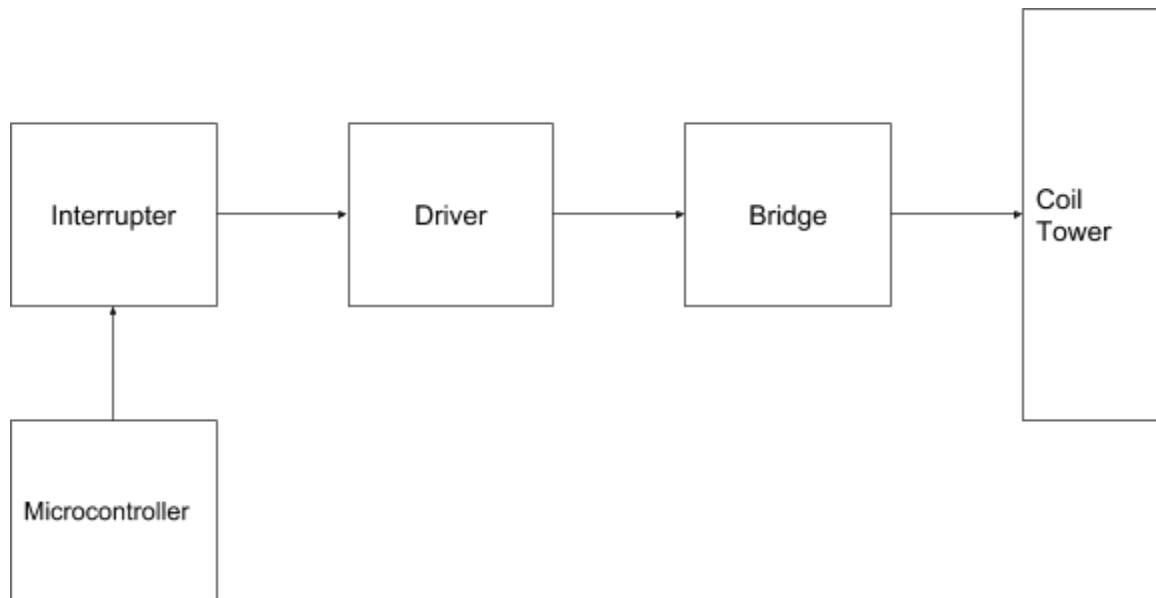 Interrupter
Driver
Bridge
Coil
Tower
Microcontroller